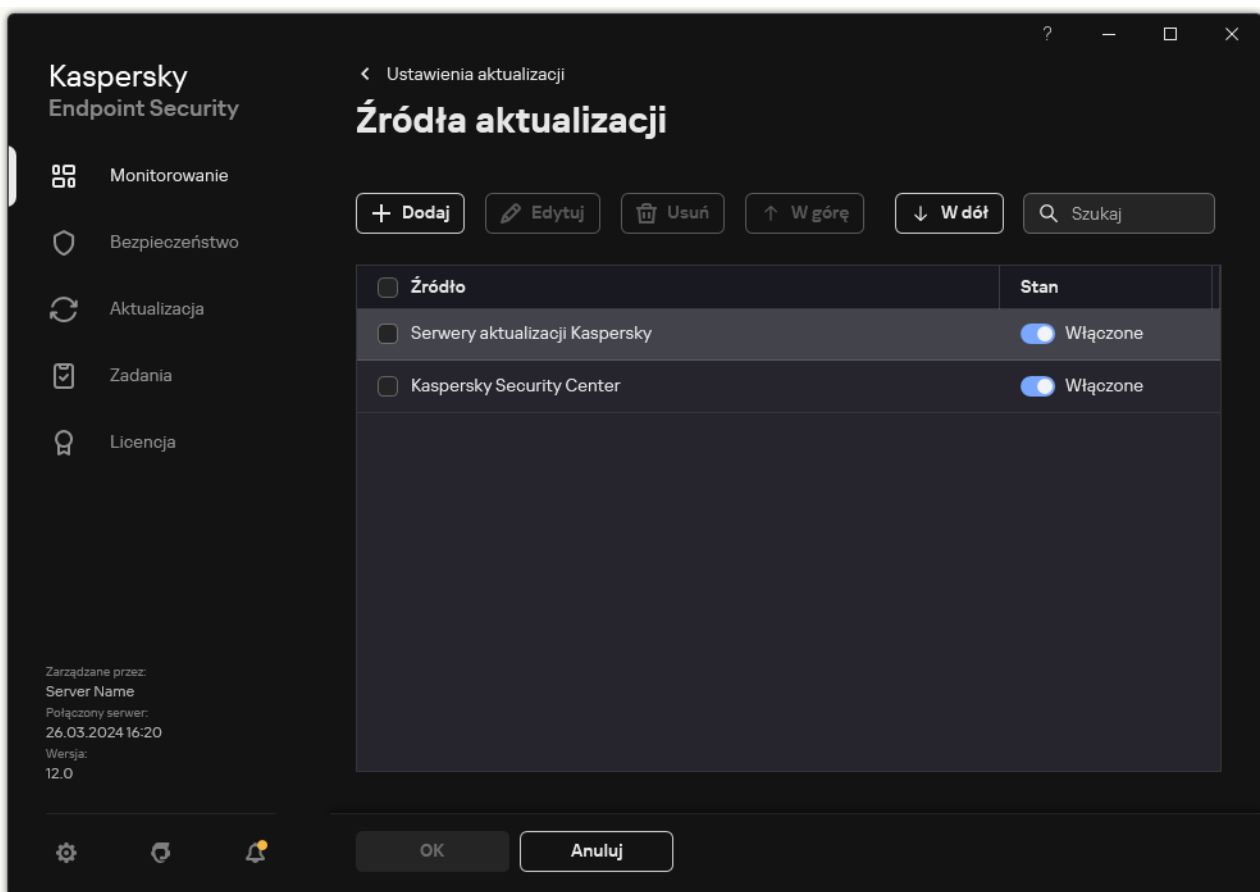 ?
Kaspersky
Endpoint Security
Monitorowanie
Bezpieczeństwo
Aktualizacja
Zadania
Licencja
Zarządzane przez:
Server Name
Połączony serwer:
26.03.2024 16:20
Wersja:
12.0
Ustawienia aktualizacji
Źródła aktualizacji
Dodaj Edytuj Usuń W górę W dół Szukaj
Źródło Stan
Serwery aktualizacji Kaspersky Włączone
Kaspersky Security Center Włączone
OK Anuluj